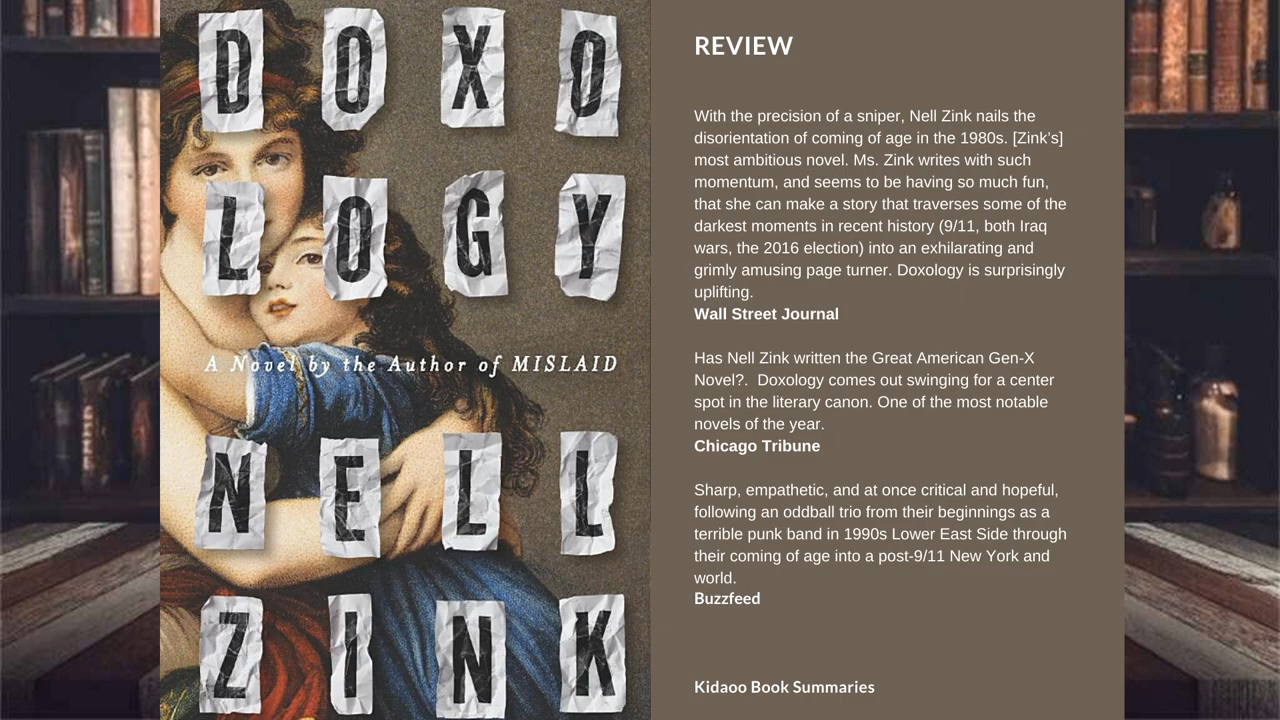 DOXO
LOGY
A Novel by the Author of MISLAID
NELL
ZINK
REVIEW
With the precision of a sniper, Nell Zink nails the
disorientation of coming of age in the 1980s. [Zink’s]
most ambitious novel. Ms. Zink writes with such
momentum, and seems to be having so much fun,
that she can make a story that traverses some of the
darkest moments in recent history (9/11, both Iraq
wars, the 2016 election) into an exhilarating and
grimly amusing page turner. Doxology is surprisingly
uplifting.
Wall Street Journal
Has Nell Zink written the Great American Gen-X
Novel?.  Doxology comes out swinging for a center
spot in the literary canon. One of the most notable
novels of the year.
Chicago Tribune
Sharp, empathetic, and at once critical and hopeful,
following an oddball trio from their beginnings as a
terrible punk band in 1990s Lower East Side through
their coming of age into a post-9/11 New York and
world.
Buzzfeed
Kidaoo Book Summaries